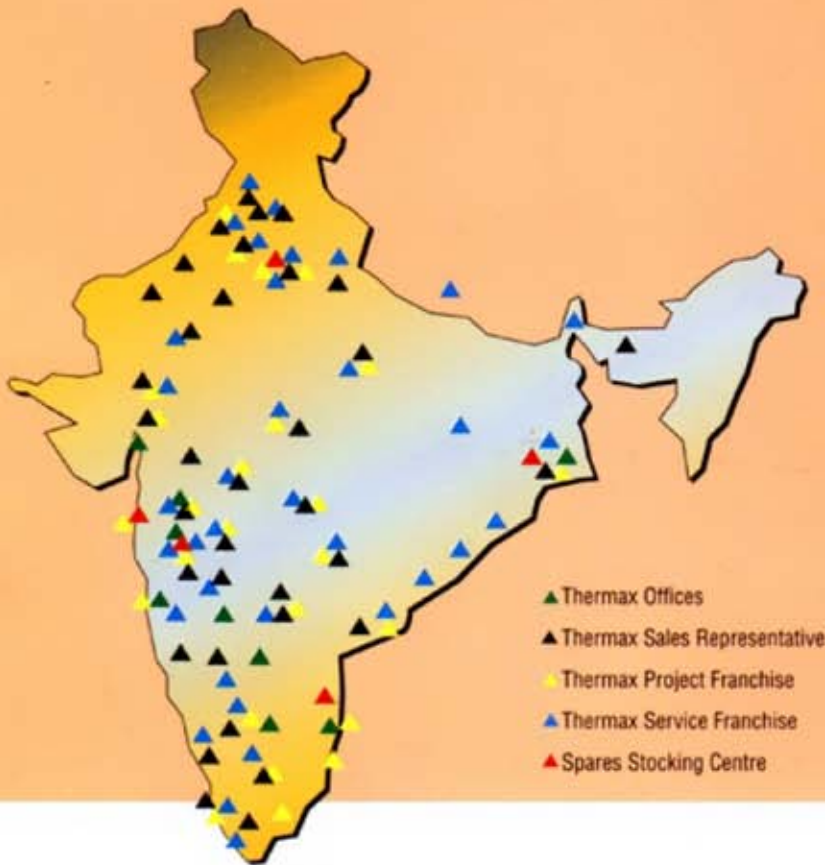 Thermax Offices
Thermax Sales Representative
Thermax Project Franchise
Thermax Service Franchise
Spares Stocking Centre